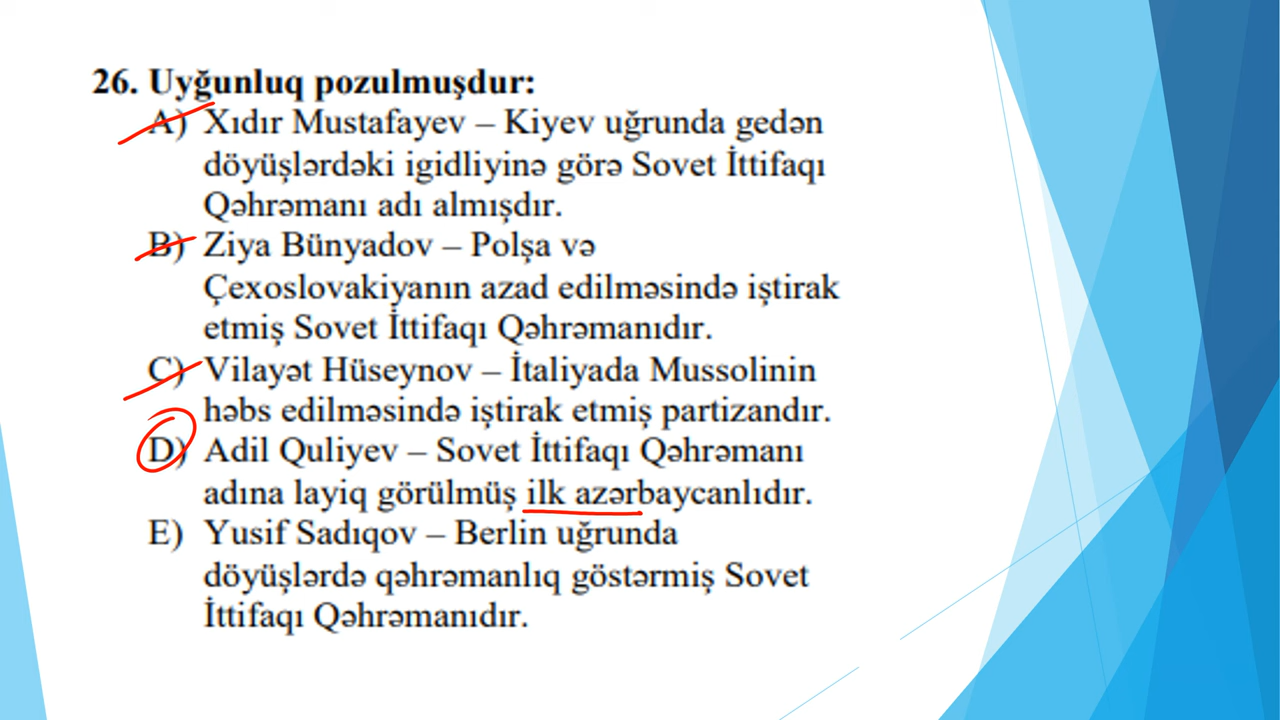 26. Uyğunluq pozulmuşdur:
A) Xıdır Mustafayev – Kiyev uğrunda gedən
döyüşlərdəki igidliyinə görə Sovet İttifaqı
Qəhrəmanı adı almışdır.
B) Ziya Bünyadov – Polşa və
Çexoslovakiyanın azad edilməsində iştirak
etmiş Sovet İttifaqı Qəhrəmanıdır.
C) Vilayət Hüseynov – İtaliyada Mussolinin
həbs edilməsində iştirak etmiş partizandır.
D) Adil Quliyev – Sovet İttifaqı Qəhrəmanı
adına layiq görülmüş ilk azərbaycanlıdır.
E) Yusif Sadıqov – Berlin uğrunda
döyüşlərdə qəhrəmanlıq göstərmiş Sovet
İttifaqı Qəhrəmanıdır.